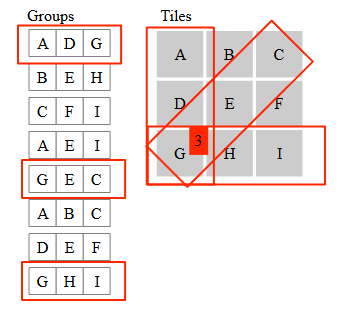 Groups
A D G
B E H
C F I
A E I
G E C
A B C
D E F
G H I
Tiles
A B C
D E F
3
G H I